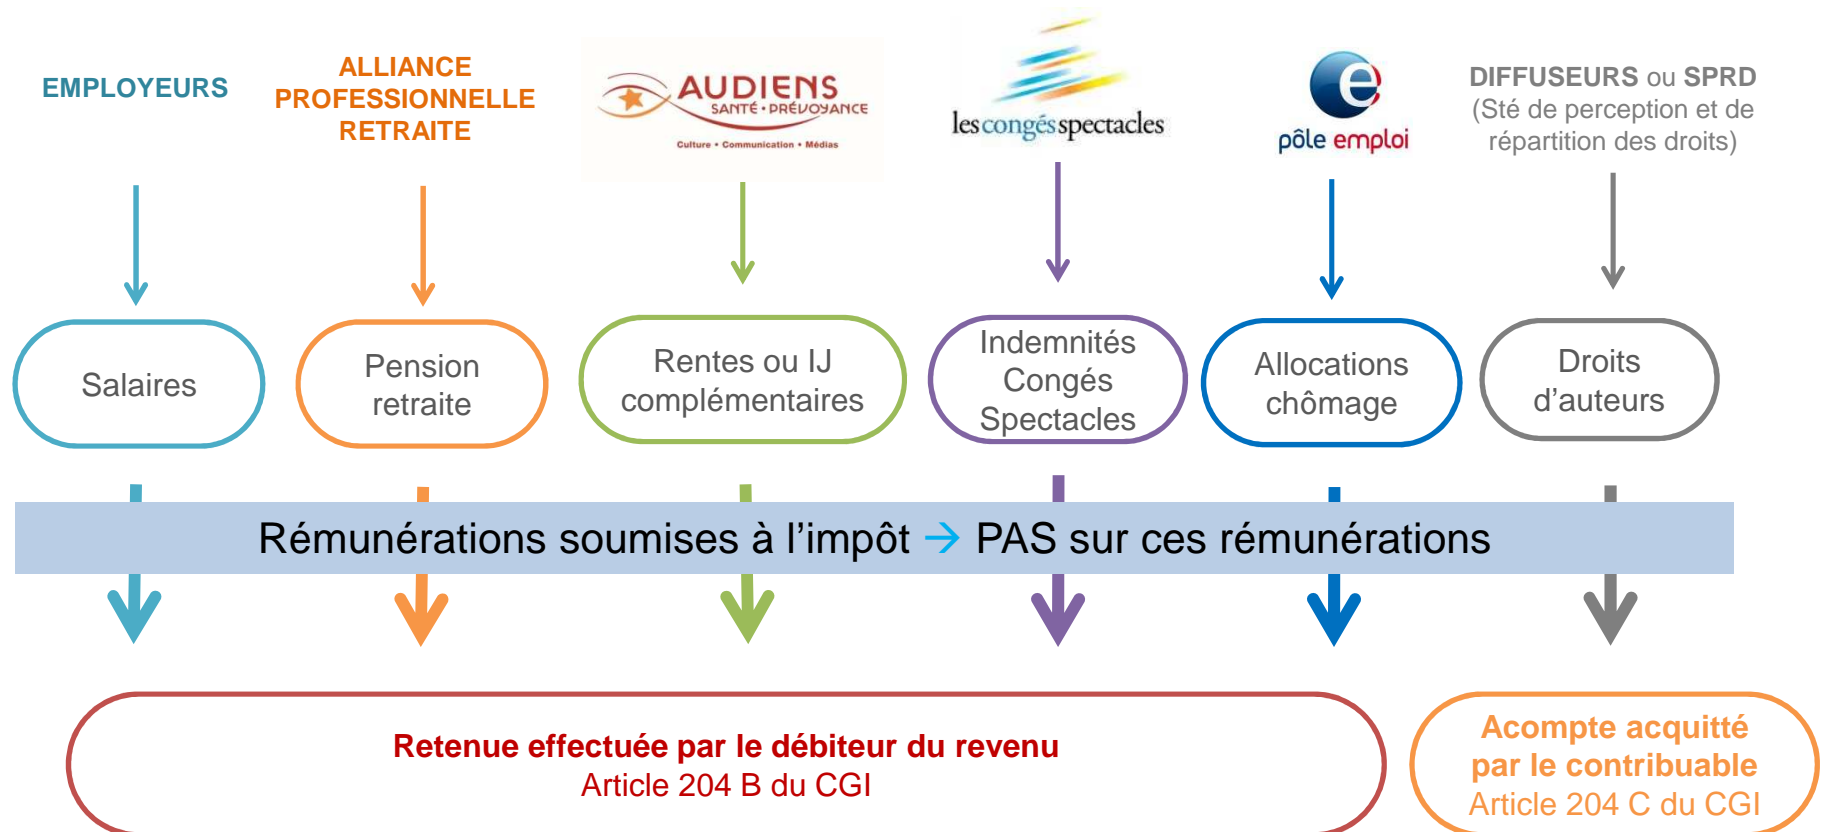 EMPLOYEURS
ALLIANCE
PROFESSIONNELLE
RETRAITE
AUDIENS
SANTÉ • PRÉVOYANCE
Culture • Communication • Médias
les congés spectacles
pôle emploi
DIFFUSEURS ou SPRD
(Sté de perception et de
répartition des droits)
Salaires
Pension
retraite
Rentes ou IJ
complémentaires
Indemnités
Congés
Spectacles
Allocations
chômage
Droits
d’auteurs
Rémunérations soumises à l’impôt → PAS sur ces rémunérations
Retenue effectuée par le débiteur du revenu
Article 204 B du CGI
Acompte acquitté
par le contribuable
Article 204 C du CGI